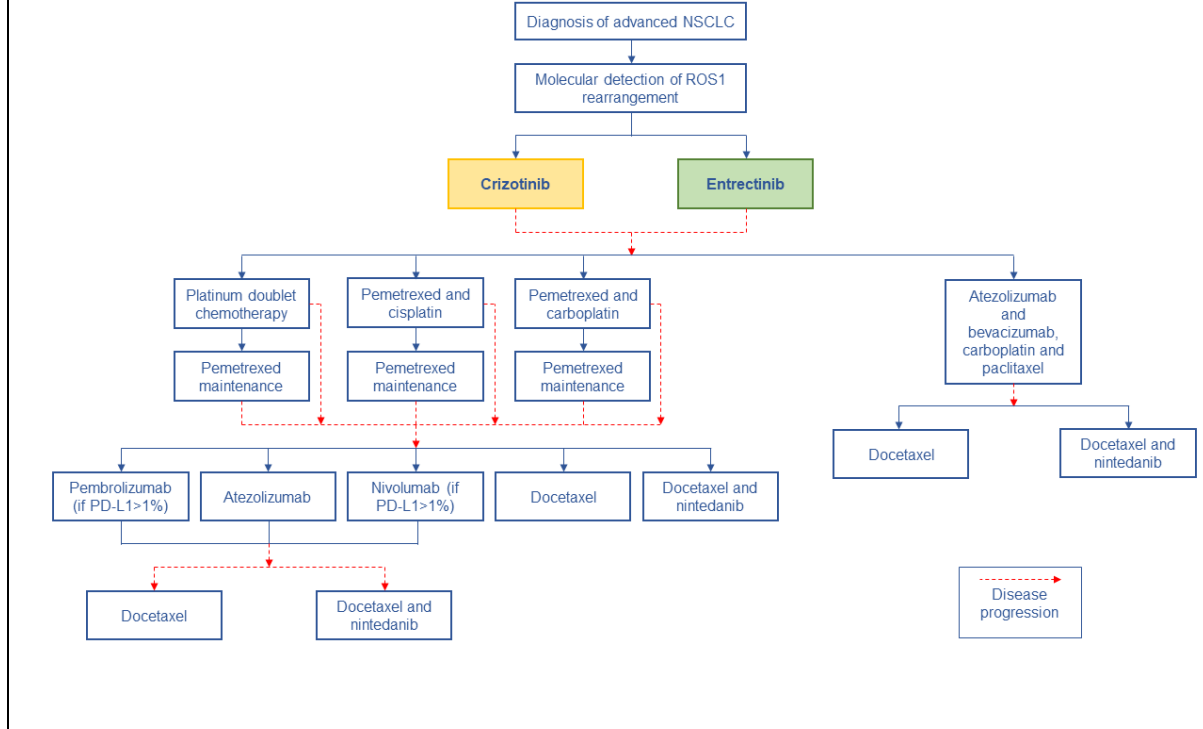 Diagnosis of advanced NSCLC
Molecular detection of ROS1
rearrangement
Crizotinib
Entrectinib
Platinum doublet
chemotherapy
Pemetrexed and
cisplatin
Pemetrexed and
carboplatin
Atezolizumab
and
bevacizumab,
carboplatin and
paclitaxel
Pemetrexed
maintenance
Pemetrexed
maintenance
Pemetrexed
maintenance
Docetaxel
Docetaxel and
nintedanib
Pembrolizumab
(if PD-L1>1%)
Atezolizumab
Nivolumab (if
PD-L1>1%)
Docetaxel
Docetaxel and
nintedanib
Docetaxel
Docetaxel and
nintedanib
Disease
progression